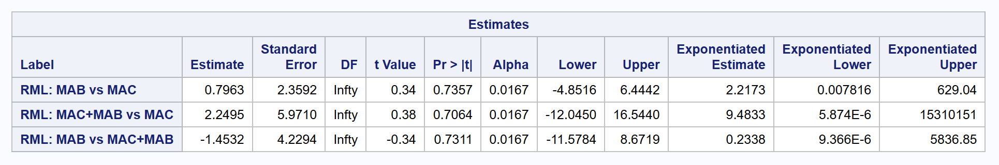 Estimates
Label Estimate Standard Error DF t Value Pr > |t| Alpha Lower Upper Exponentiated Estimate Exponentiated Lower Exponentiated Upper
RML: MAB vs MAC 0.7963 2.3592 Infty 0.34 0.7357 0.0167 -4.8516 6.4442 2.2173 0.007816 629.04
RML: MAC+MAB vs MAC 2.2495 5.9710 Infty 0.38 0.7064 0.0167 -12.0450 16.5440 9.4833 5.874E-6 15310151
RML: MAB vs MAC+MAB -1.4532 4.2294 Infty -0.34 0.7311 0.0167 -11.5784 8.6719 0.2338 9.366E-6 5836.85